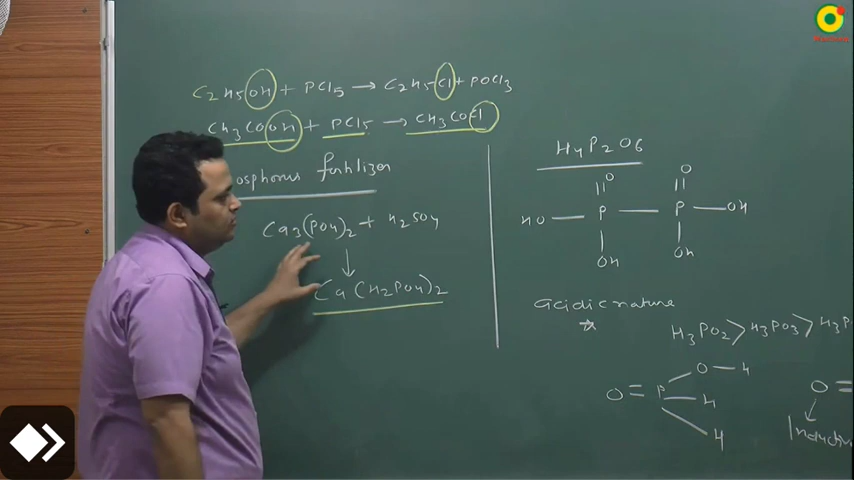 C2H5OH + PCl5 → C2H5Cl + POCl3
CH3COOH + PCl5 → CH3COCl
osphorus fertilizer
Ca3(PO4)2 + H2SO4
↓
Ca(H2PO4)2
H4P2O6
O O
HO — P — P — OH
OH OH
acidic nature
H3PO2 > H3PO3 > H3P
O = P
O — H
H
H
O =
Inductiv